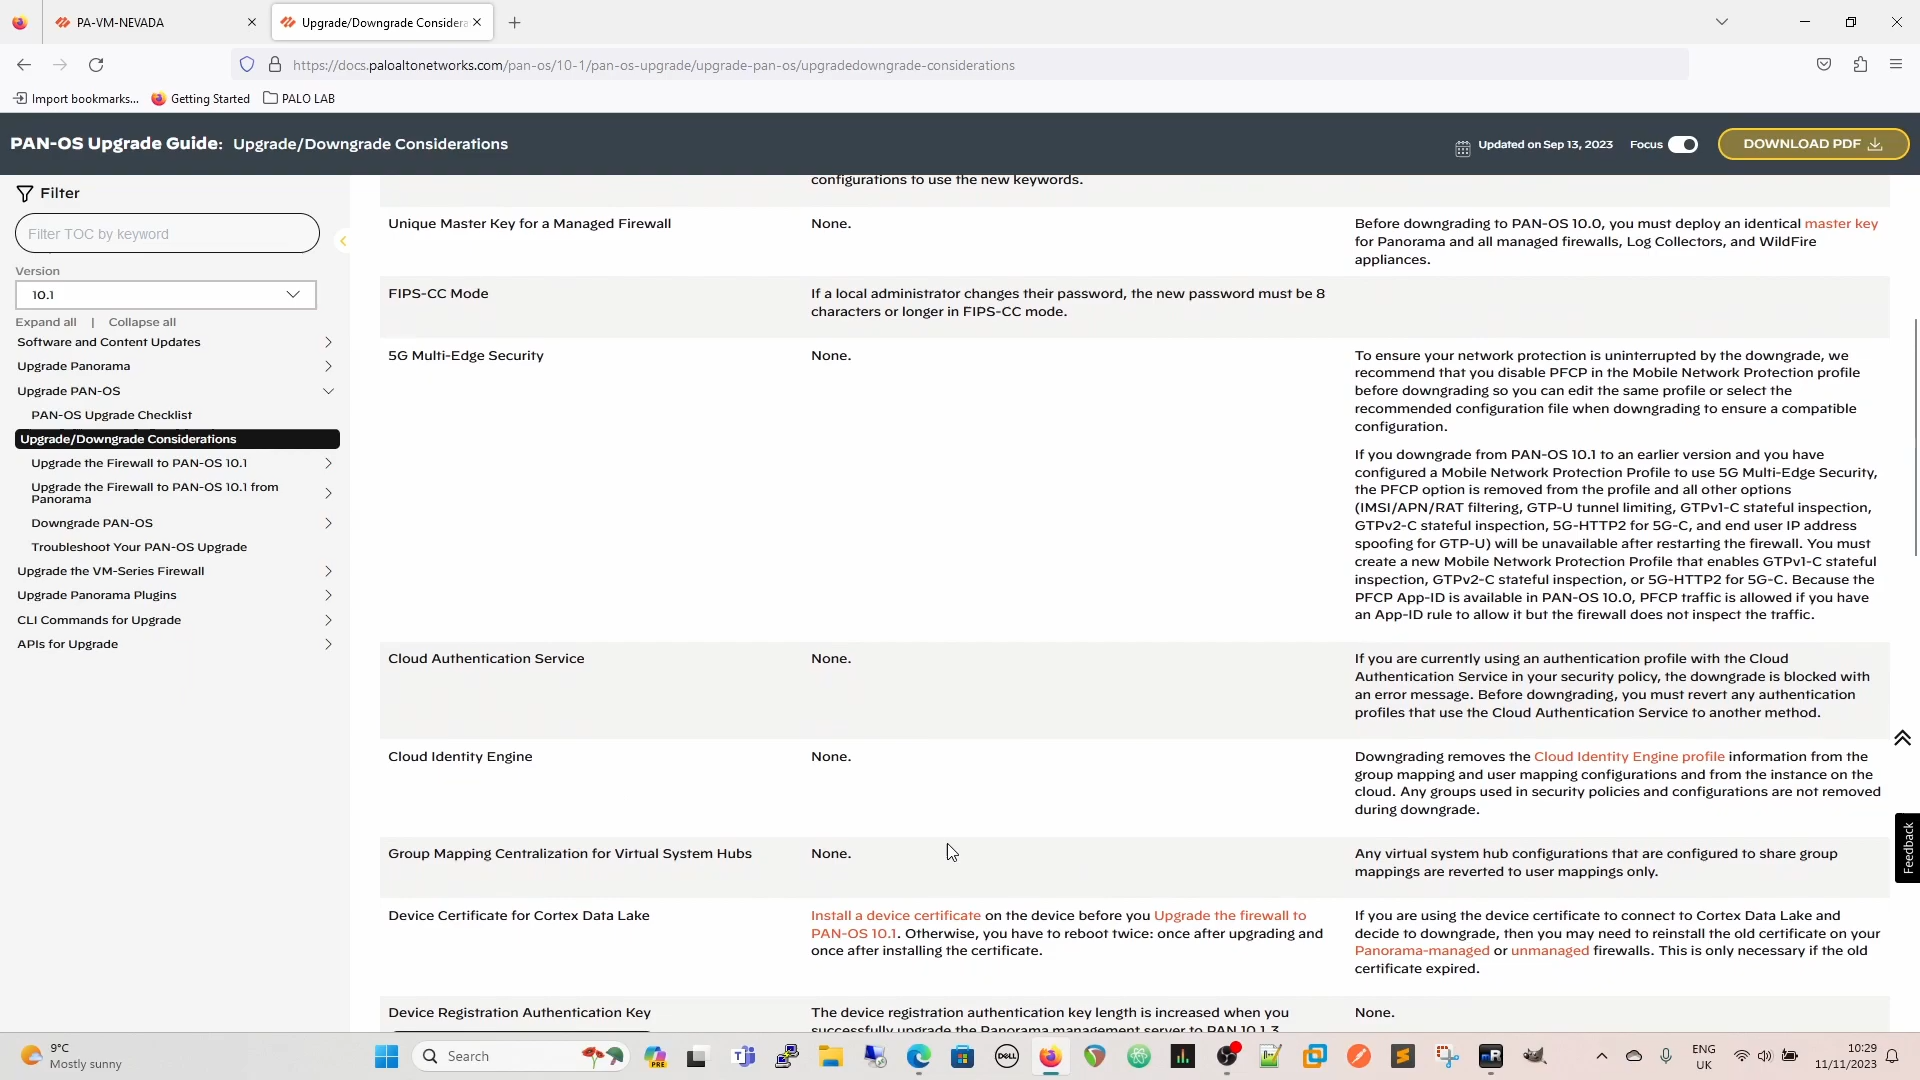 PA-VM-NEVADA
Upgrade/Downgrade Considera
https://docs.paloaltonetworks.com/pan-os/10-1/pan-os-upgrade/upgrade-pan-os/upgradedowngrade-considerations
Import bookmarks...
Getting Started
PALO LAB
PAN-OS Upgrade Guide: Upgrade/Downgrade Considerations
Updated on Sep 13, 2023
Focus
DOWNLOAD PDF
Filter
Filter TOC by keyword
Version
10.1
Expand all | Collapse all
Software and Content Updates
Upgrade Panorama
Upgrade PAN-OS
PAN-OS Upgrade Checklist
Upgrade/Downgrade Considerations
Upgrade the Firewall to PAN-OS 10.1
Upgrade the Firewall to PAN-OS 10.1 from
Panorama
Downgrade PAN-OS
Troubleshoot Your PAN-OS Upgrade
Upgrade the VM-Series Firewall
Upgrade Panorama Plugins
CLI Commands for Upgrade
APIs for Upgrade
configurations to use the new keywords.
Unique Master Key for a Managed Firewall
None.
Before downgrading to PAN-OS 10.0, you must deploy an identical master key
for Panorama and all managed firewalls, Log Collectors, and WildFire
appliances.
FIPS-CC Mode
If a local administrator changes their password, the new password must be 8
characters or longer in FIPS-CC mode.
5G Multi-Edge Security
None.
To ensure your network protection is uninterrupted by the downgrade, we
recommend that you disable PFCP in the Mobile Network Protection profile
before downgrading so you can edit the same profile or select the
recommended configuration file when downgrading to ensure a compatible
configuration.
If you downgrade from PAN-OS 10.1 to an earlier version and you have
configured a Mobile Network Protection Profile to use 5G Multi-Edge Security,
the PFCP option is removed from the profile and all other options
(IMSI/APN/RAT filtering, GTP-U tunnel limiting, GTPv1-C stateful inspection,
GTPv2-C stateful inspection, 5G-HTTP2 for 5G-C, and end user IP address
spoofing for GTP-U) will be unavailable after restarting the firewall. You must
create a new Mobile Network Protection Profile that enables GTPv1-C stateful
inspection, GTPv2-C stateful inspection, or 5G-HTTP2 for 5G-C. Because the
PFCP App-ID is available in PAN-OS 10.0, PFCP traffic is allowed if you have
an App-ID rule to allow it but the firewall does not inspect the traffic.
Cloud Authentication Service
None.
If you are currently using an authentication profile with the Cloud
Authentication Service in your security policy, the downgrade is blocked with
an error message. Before downgrading, you must revert any authentication
profiles that use the Cloud Authentication Service to another method.
Cloud Identity Engine
None.
Downgrading removes the Cloud Identity Engine profile information from the
group mapping and user mapping configurations and from the instance on the
cloud. Any groups used in security policies and configurations are not removed
during downgrade.
Group Mapping Centralization for Virtual System Hubs
None.
Any virtual system hub configurations that are configured to share group
mappings are reverted to user mappings only.
Device Certificate for Cortex Data Lake
Install a device certificate on the device before you Upgrade the firewall to
PAN-OS 10.1. Otherwise, you have to reboot twice: once after upgrading and
once after installing the certificate.
If you are using the device certificate to connect to Cortex Data Lake and
decide to downgrade, then you may need to reinstall the old certificate on your
Panorama-managed or unmanaged firewalls. This is only necessary if the old
certificate expired.
Device Registration Authentication Key
The device registration authentication key length is increased when you
successfully upgrade the Panorama management server to PAN 10.1.3
None.
Feedback
9°C
Mostly sunny
Search
PRE
DELL
mR
ENG
UK
10:29
11/11/2023